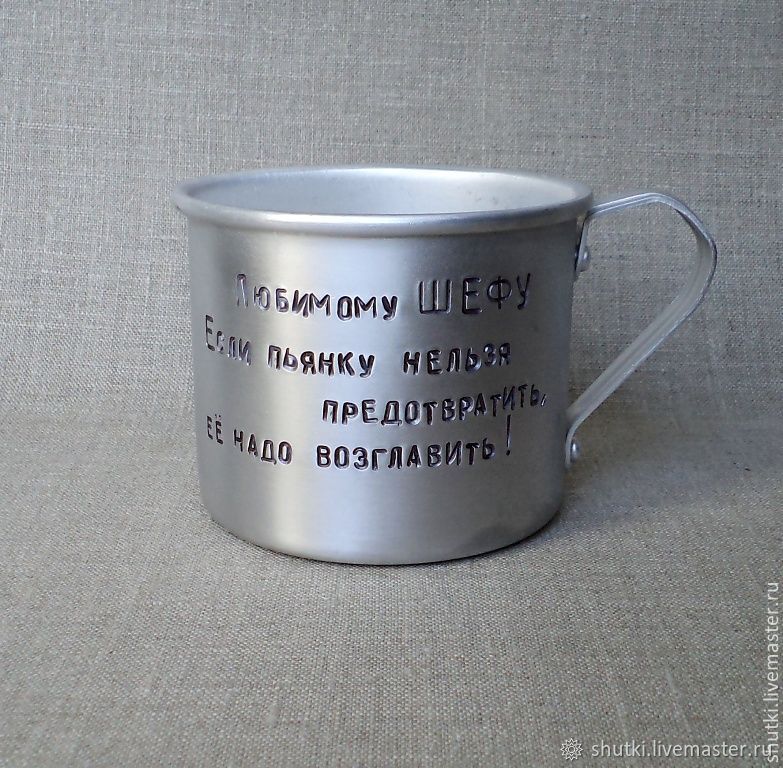 Любимому ШЕФУ
Если пьянку нельзя
предотвратить,
её надо возглавить!
shutki.livemaster.ru
shutki.livemaster.ru